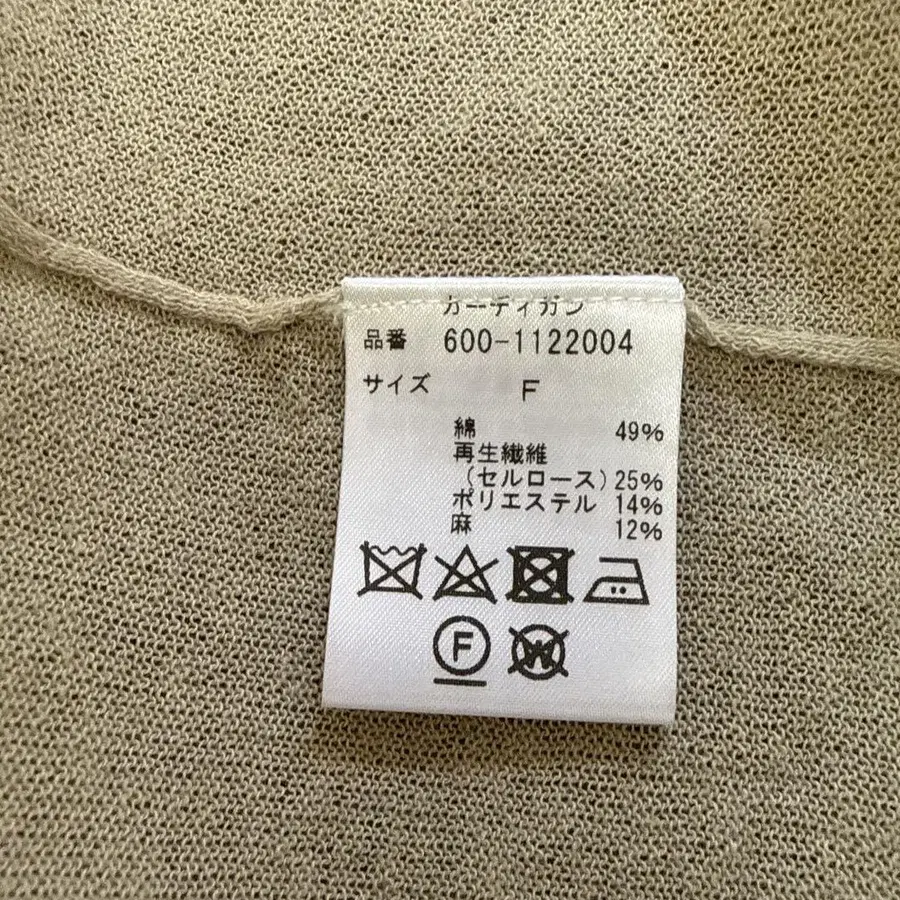 カーディガン
品番 600-1122004
サイズ F
綿 49%
再生繊維
(セルロース) 25%
ポリエステル 14%
麻 12%
F W